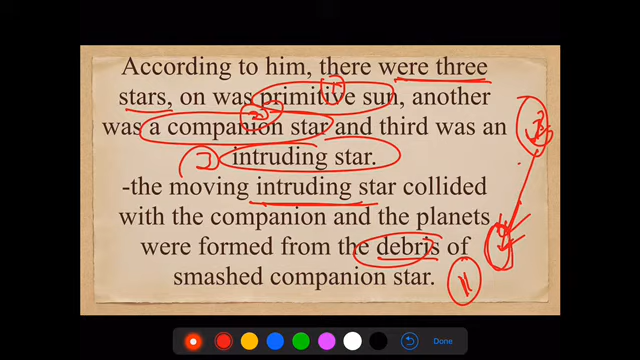 According to him, there were three
stars, on was primitive sun, another
was a companion star and third was an
intruding star.
-the moving intruding star collided
with the companion and the planets
were formed from the debris of
smashed companion star.
Done